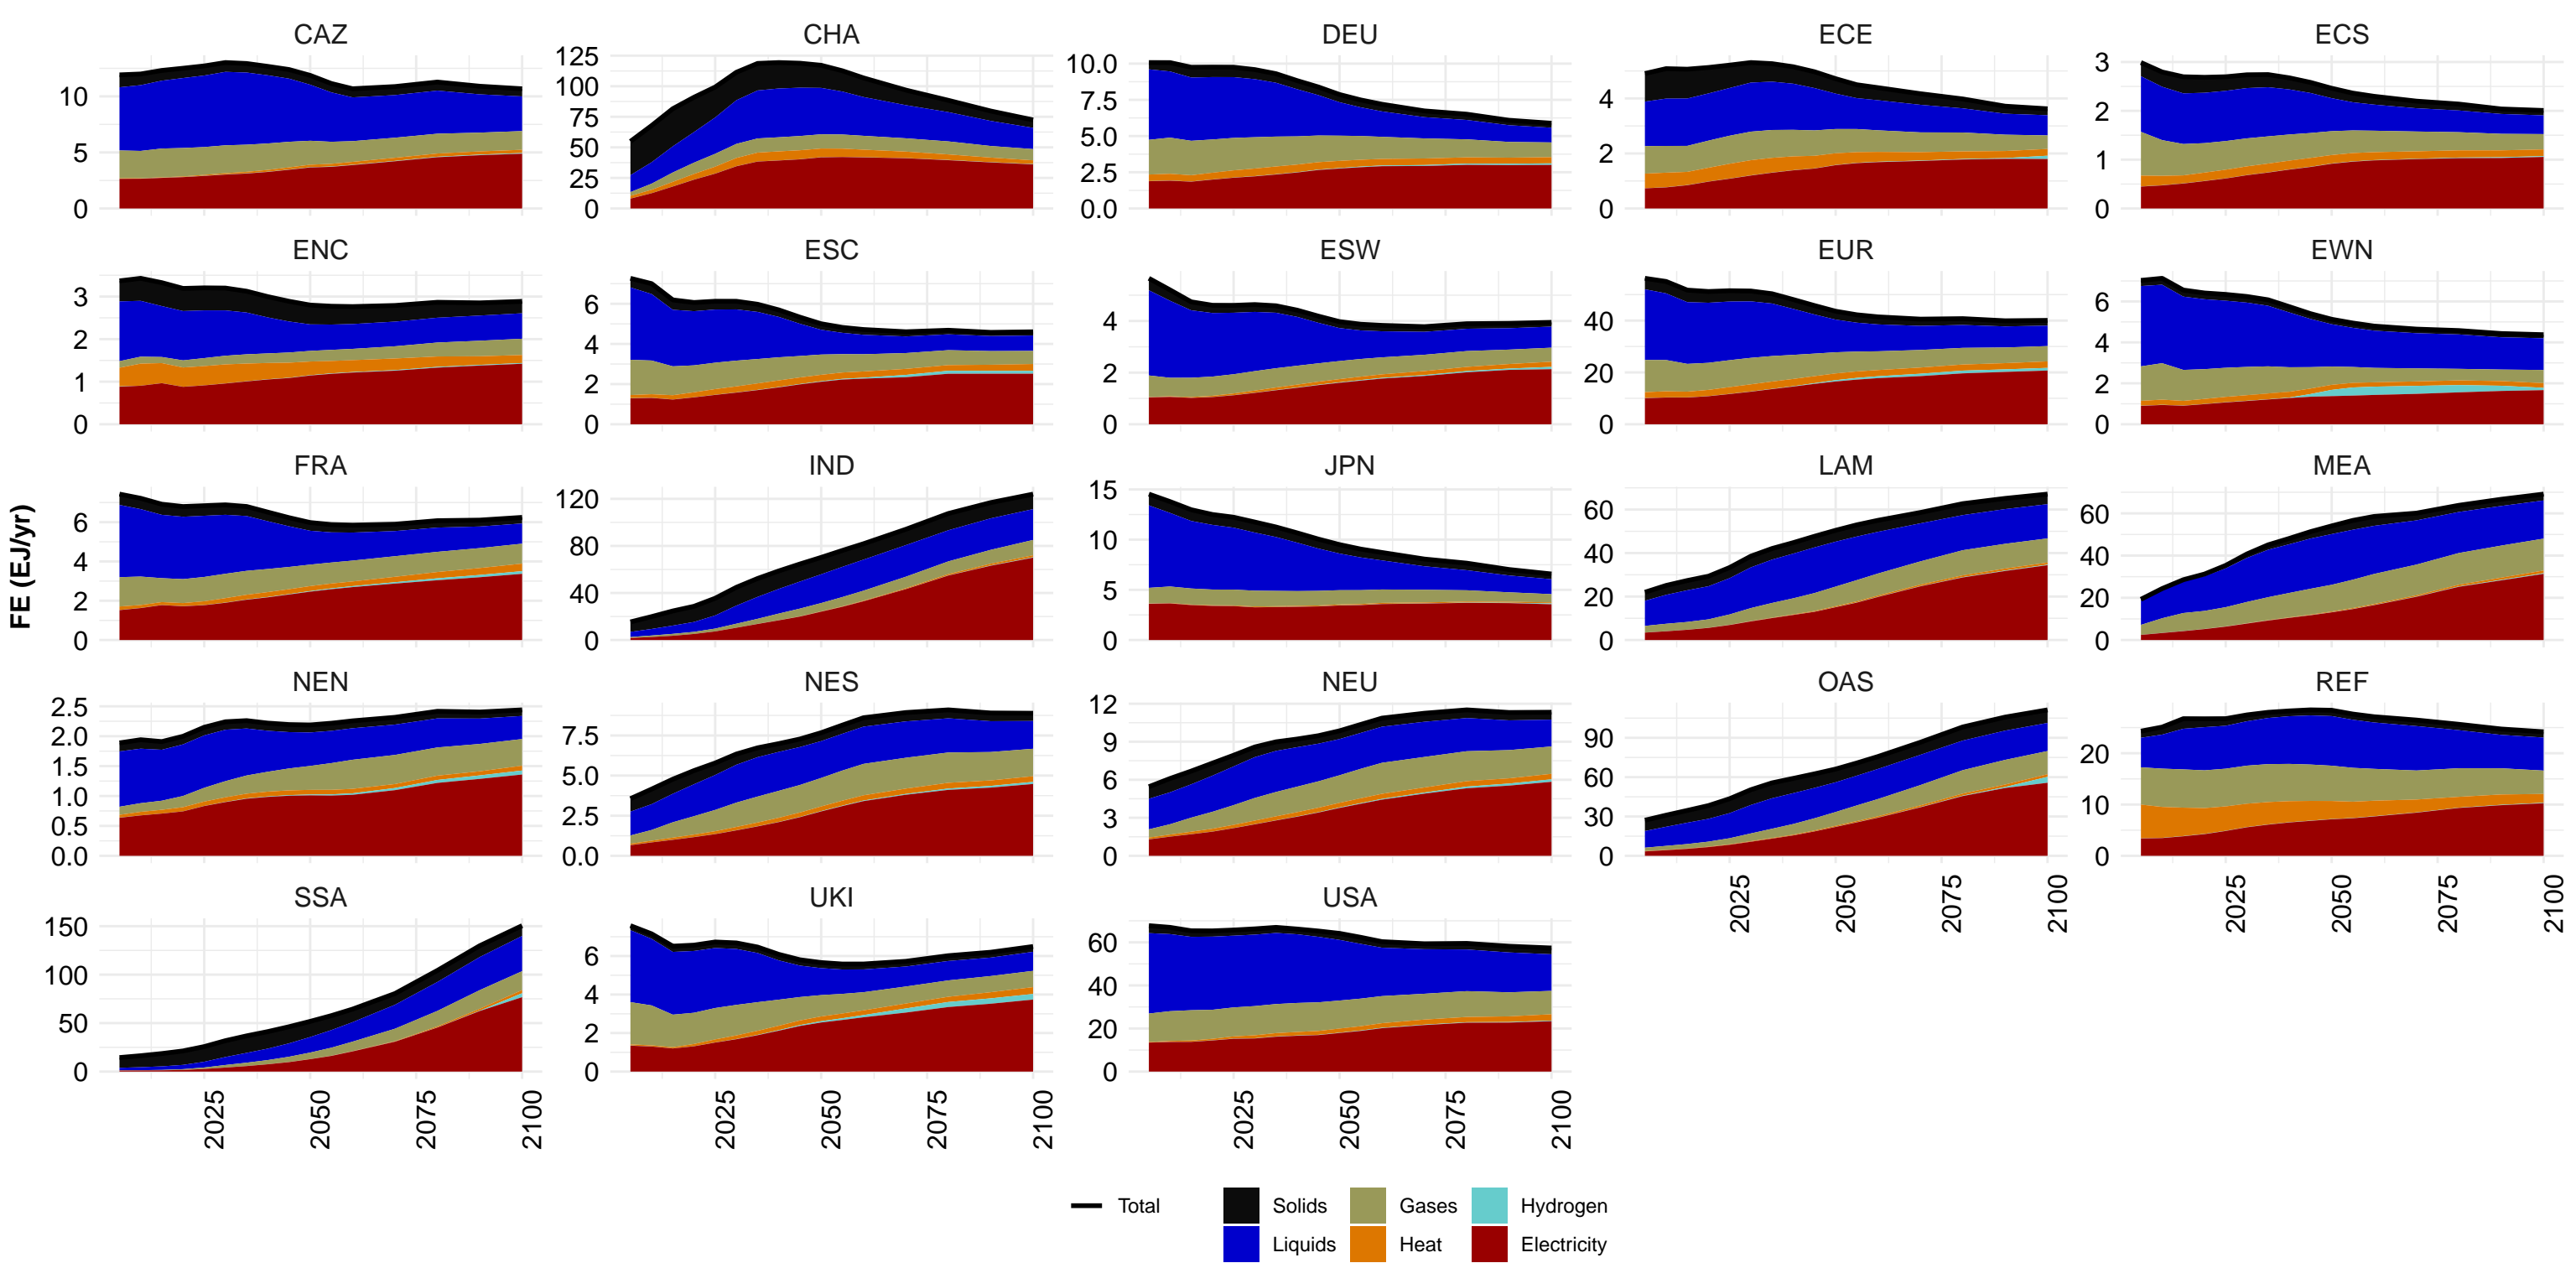 CAZ CHA DEU ECE ECS
10 5 0
125 100 75 50 25 0
10.0 7.5 5.0 2.5 0.0
4 2 0
3 2 1 0
ENC ESC ESW EUR EWN
3 2 1 0
6 4 2 0
4 2 0
40 20 0
6 4 2 0
FRA IND JPN LAM MEA
6 4 2 0
120 80 40 0
15 10 5 0
60 40 20 0
60 40 20 0
FE (EJ/yr)
NEN NES NEU OAS REF
2.5 2.0 1.5 1.0 0.5 0.0
7.5 5.0 2.5 0.0
12 9 6 3 0
90 60 30 0
20 10 0
2025 2050 2075 2100
2025 2050 2075 2100
SSA UKI USA
150 100 50 0
6 4 2 0
60 40 20 0
2025 2050 2075 2100
2025 2050 2075 2100
2025 2050 2075 2100
Total Solids Gases Hydrogen
Liquids Heat Electricity